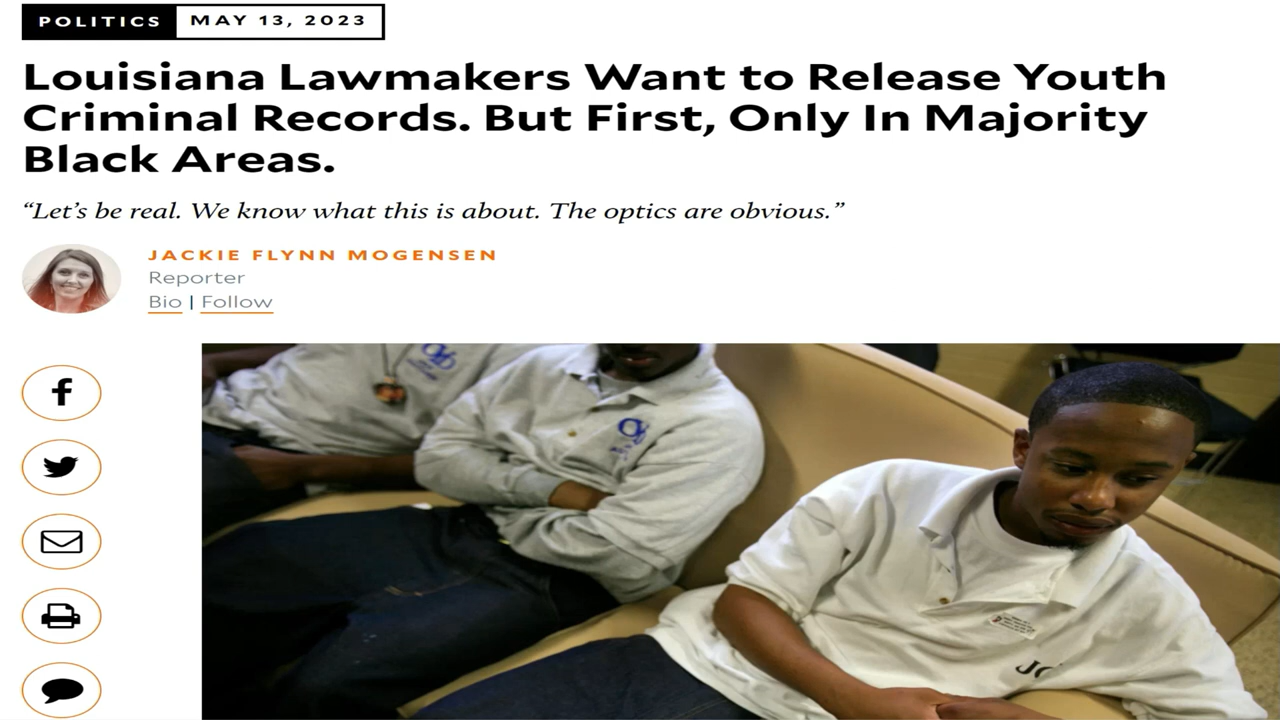 POLITICS MAY 13, 2023
Louisiana Lawmakers Want to Release Youth
Criminal Records. But First, Only In Majority
Black Areas.
“Let’s be real. We know what this is about. The optics are obvious.”
JACKIE FLYNN MOGENSEN
Reporter
Bio | Follow